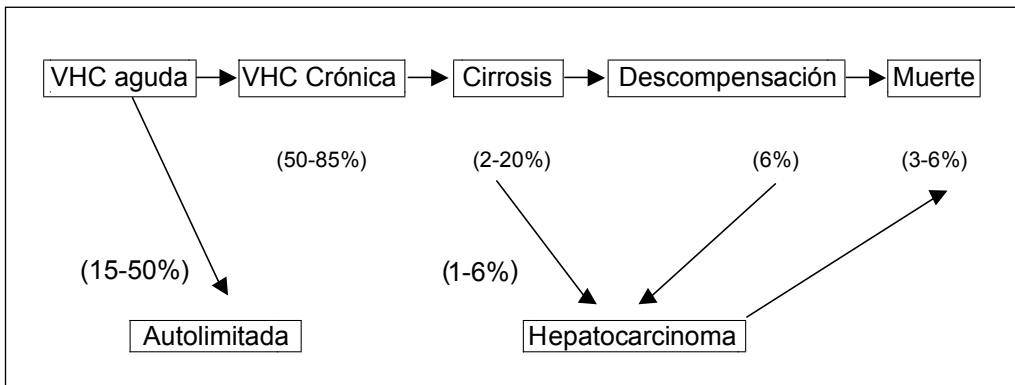 VHC aguda VHC Crónica Cirrosis Descompensación Muerte
(50-85%) (2-20%) (6%) (3-6%)
(15-50%) (1-6%)
Autolimitada Hepatocarcinoma